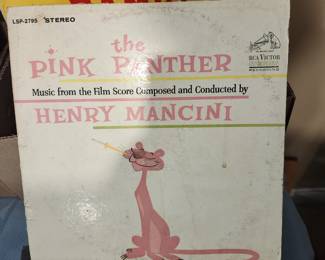 LSP-2795 STEREO
RCA VICTOR
the
PINK PANTHER
Music from the Film Score Composed and Conducted by
HENRY MANCINI